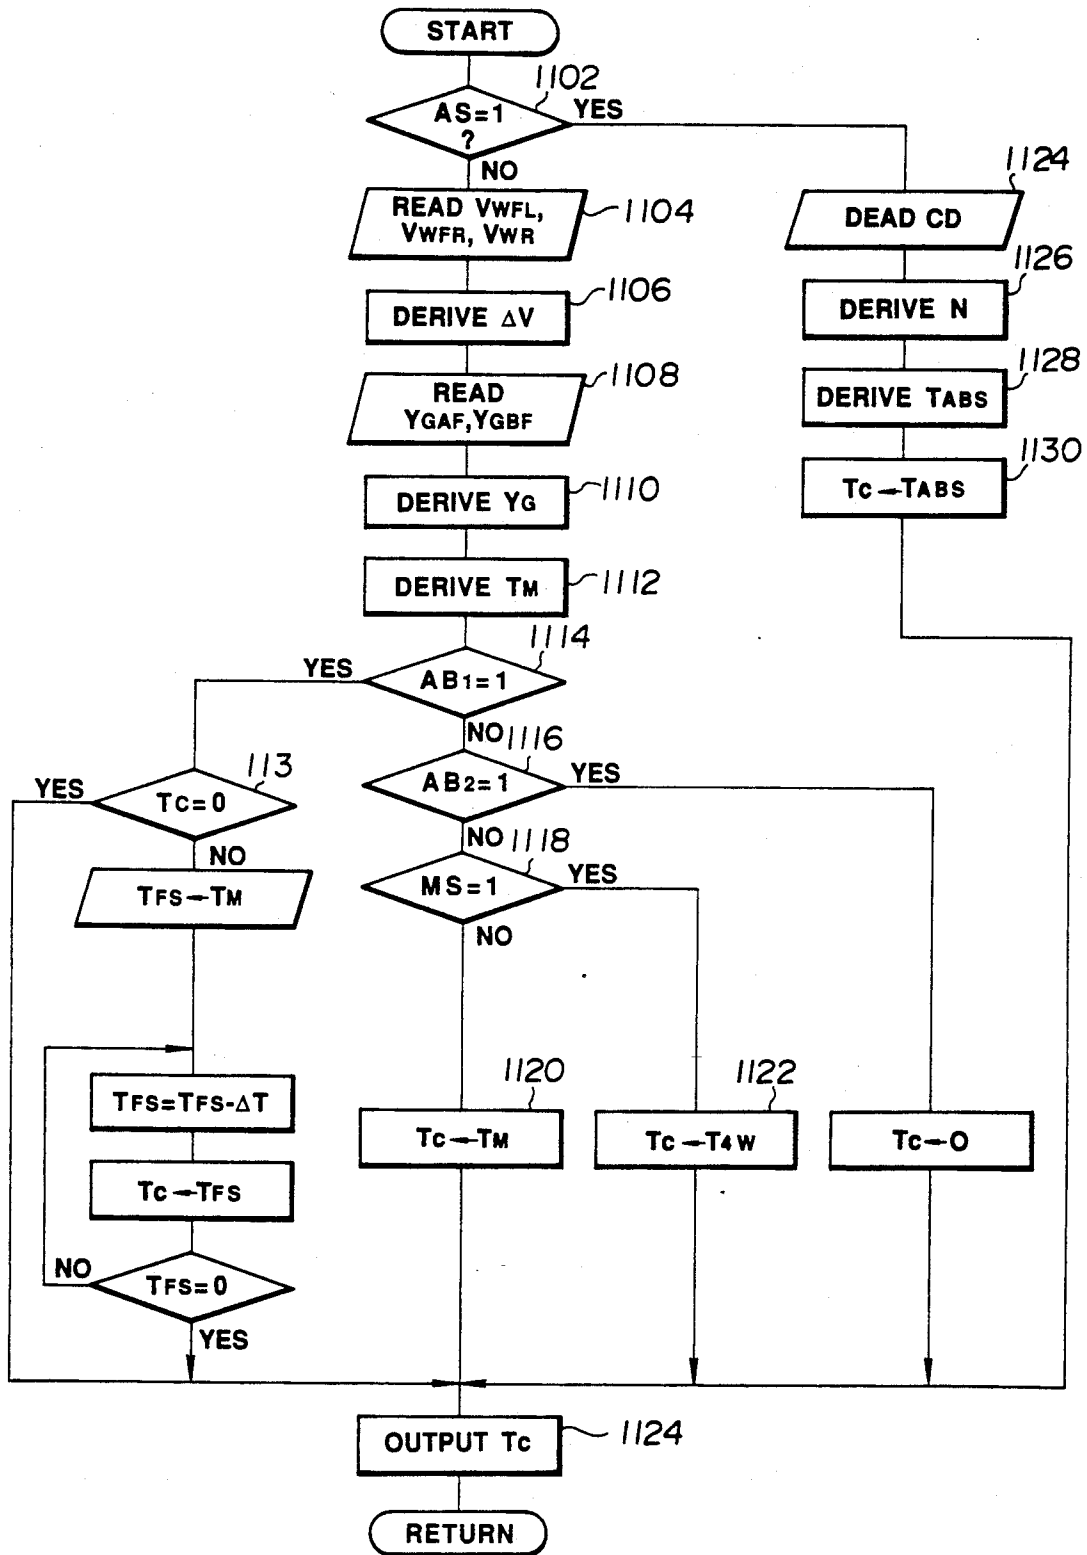 START
1102
AS=1
?
YES
NO
READ VWFL,
VWFR, VWR
1104
1124
DEAD CD
DERIVE ΔV
1106
1126
DERIVE N
READ
YGAF,YGBF
1108
1128
DERIVE TABS
DERIVE YG
1110
1130
TC←TABS
DERIVE TM
1112
1114
AB1=1
YES
NO
1116
AB2=1
YES
NO
113
TC=0
YES
NO
1118
MS=1
YES
NO
TFS←TM
TFS=TFS-ΔT
1120
TC←TM
1122
TC←T4W
TC←O
TC←TFS
TFS=0
NO
YES
OUTPUT TC
1124
RETURN